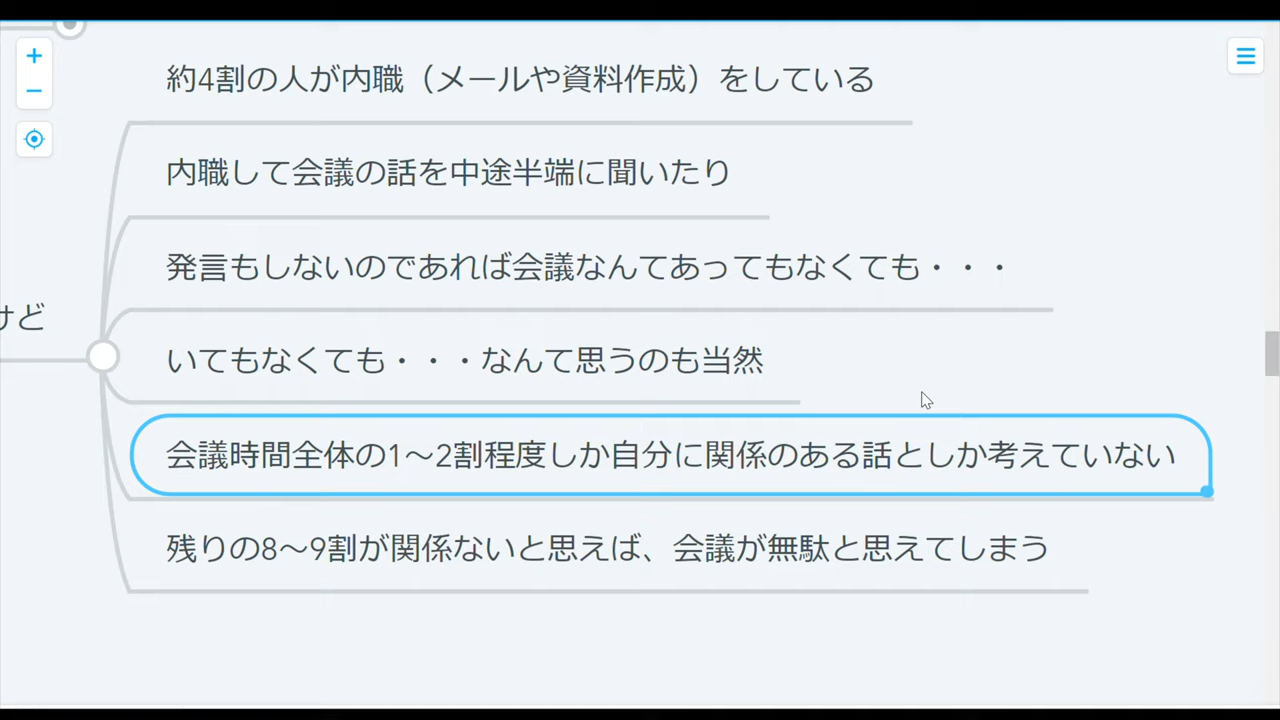 約4割の人が内職（メールや資料作成）をしている
内職して会議の話を中途半端に聞いたり
発言もしないのであれば会議なんてあってもなくても・・・
けど
いてもなくても・・・なんて思うのも当然
会議時間全体の1～2割程度しか自分に関係のある話としか考えていない
残りの8～9割が関係ないと思えば、会議が無駄と思えてしまう